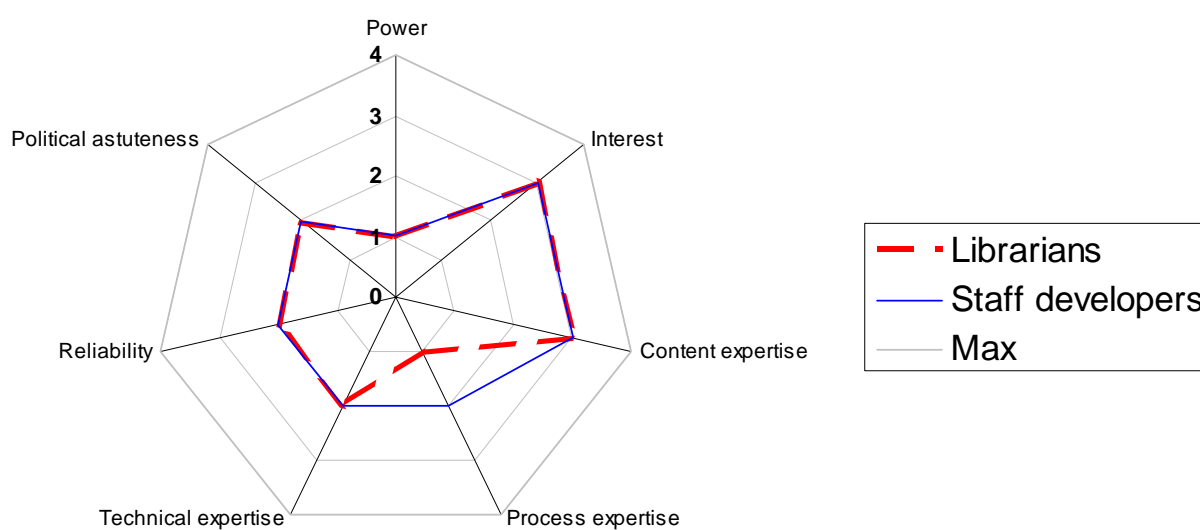 Power
4
3
2
1
0
Political astuteness
Interest
Reliability
Content expertise
Technical expertise
Process expertise
Librarians
Staff developers
Max